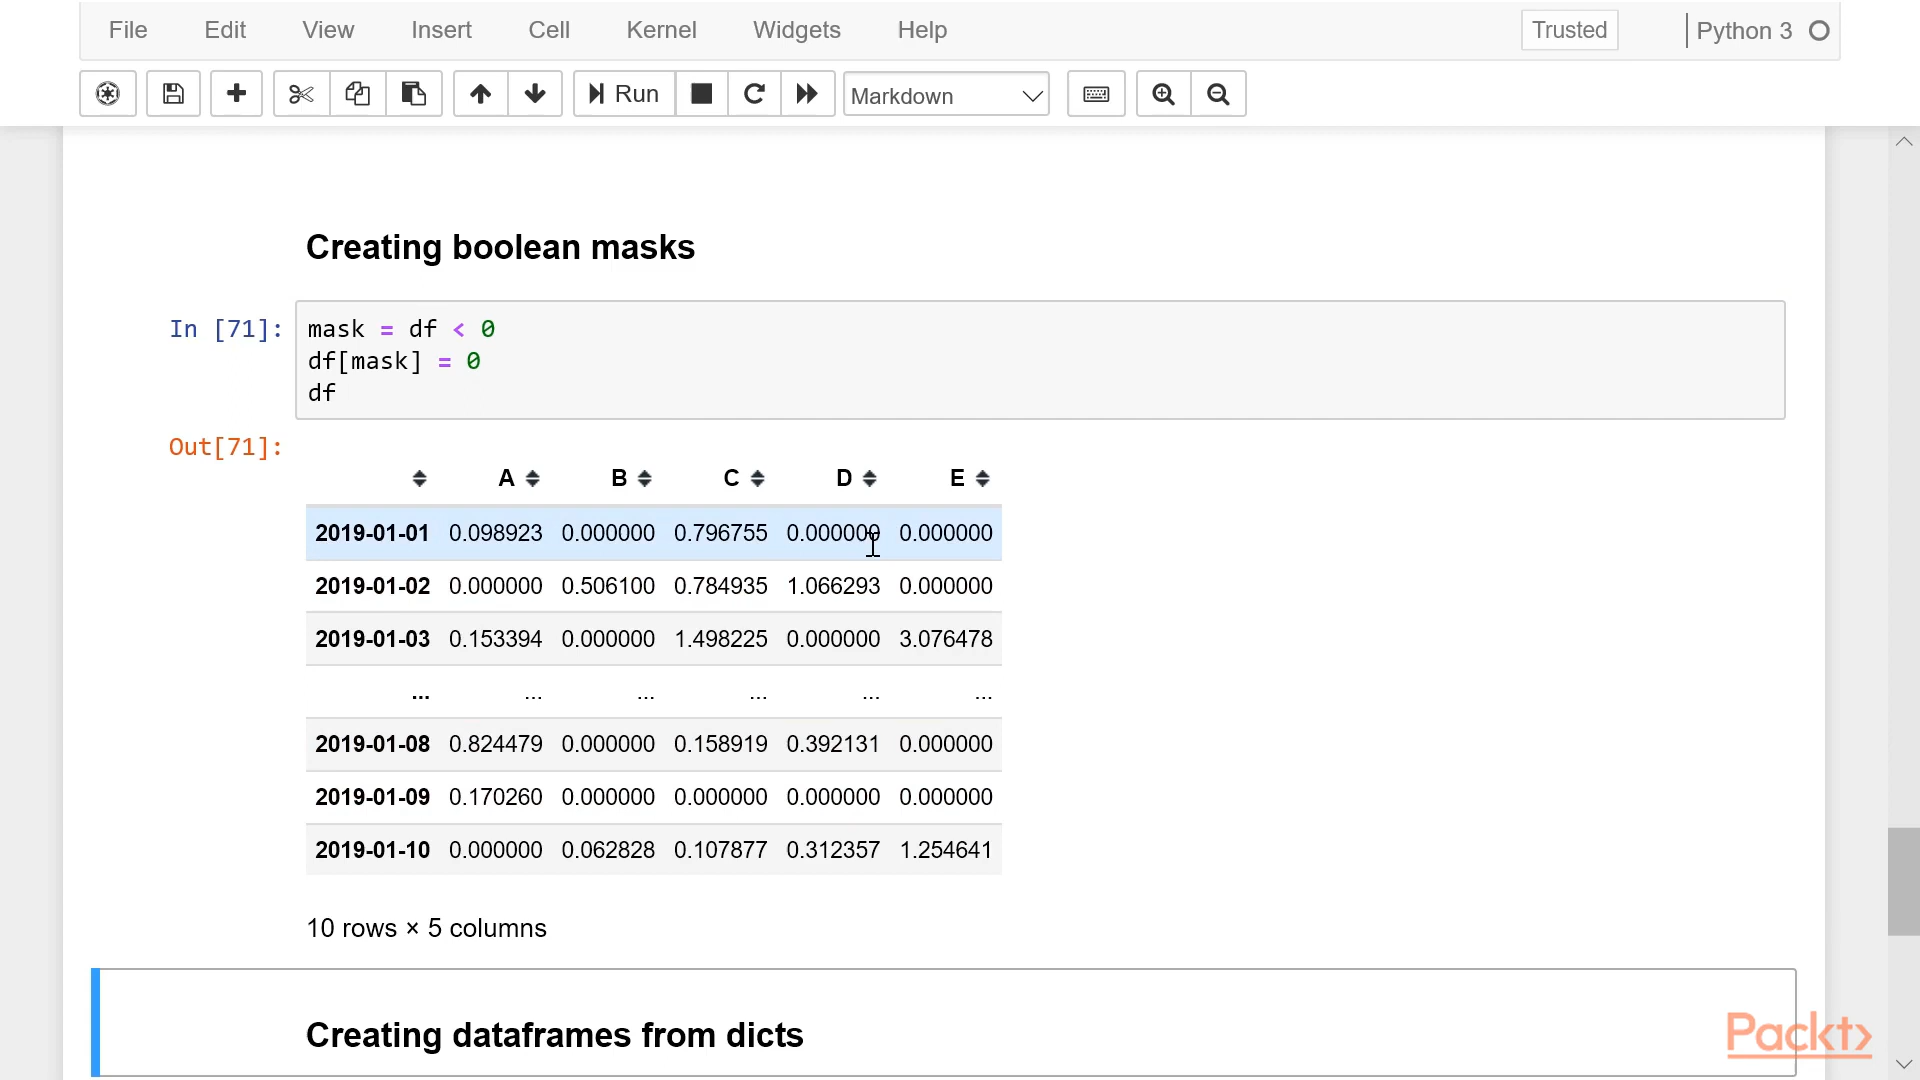 File Edit View Insert Cell Kernel Widgets Help Trusted Python 3
Run Markdown
Creating boolean masks
In [71]: mask = df < 0
df[mask] = 0
df
Out[71]:
A B C D E
2019-01-01 0.098923 0.000000 0.796755 0.000000 0.000000
2019-01-02 0.000000 0.506100 0.784935 1.066293 0.000000
2019-01-03 0.153394 0.000000 1.498225 0.000000 3.076478
... ... ... ... ... ...
2019-01-08 0.824479 0.000000 0.158919 0.392131 0.000000
2019-01-09 0.170260 0.000000 0.000000 0.000000 0.000000
2019-01-10 0.000000 0.062828 0.107877 0.312357 1.254641
10 rows × 5 columns
Creating dataframes from dicts
Packt>